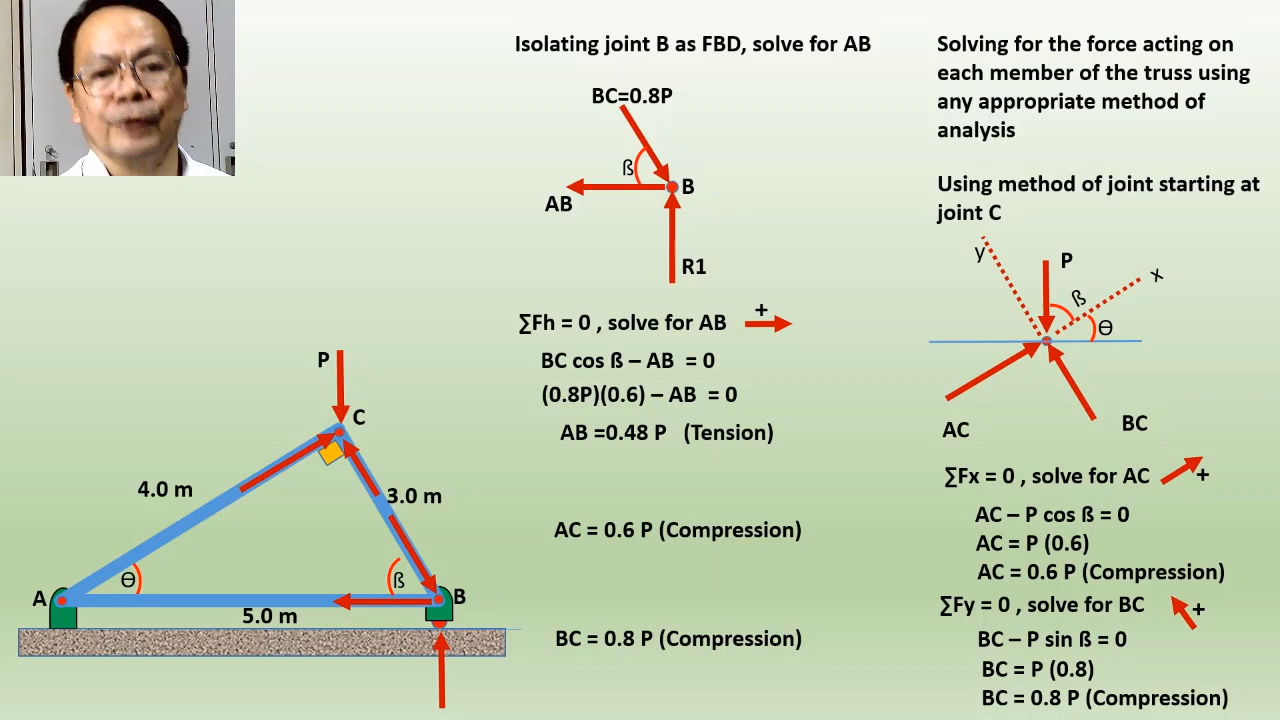 Isolating joint B as FBD, solve for AB
BC=0.8P
ß
B
AB
R1
∑Fh = 0 , solve for AB
+
BC cos ß – AB = 0
(0.8P)(0.6) – AB = 0
AB =0.48 P (Tension)
AC = 0.6 P (Compression)
BC = 0.8 P (Compression)
P
C
4.0 m
3.0 m
A
ϴ
ß
B
5.0 m
Solving for the force acting on
each member of the truss using
any appropriate method of
analysis
Using method of joint starting at
joint C
y
P
x
ß
ϴ
AC
BC
∑Fx = 0 , solve for AC
+
AC – P cos ß = 0
AC = P (0.6)
AC = 0.6 P (Compression)
∑Fy = 0 , solve for BC
+
BC – P sin ß = 0
BC = P (0.8)
BC = 0.8 P (Compression)